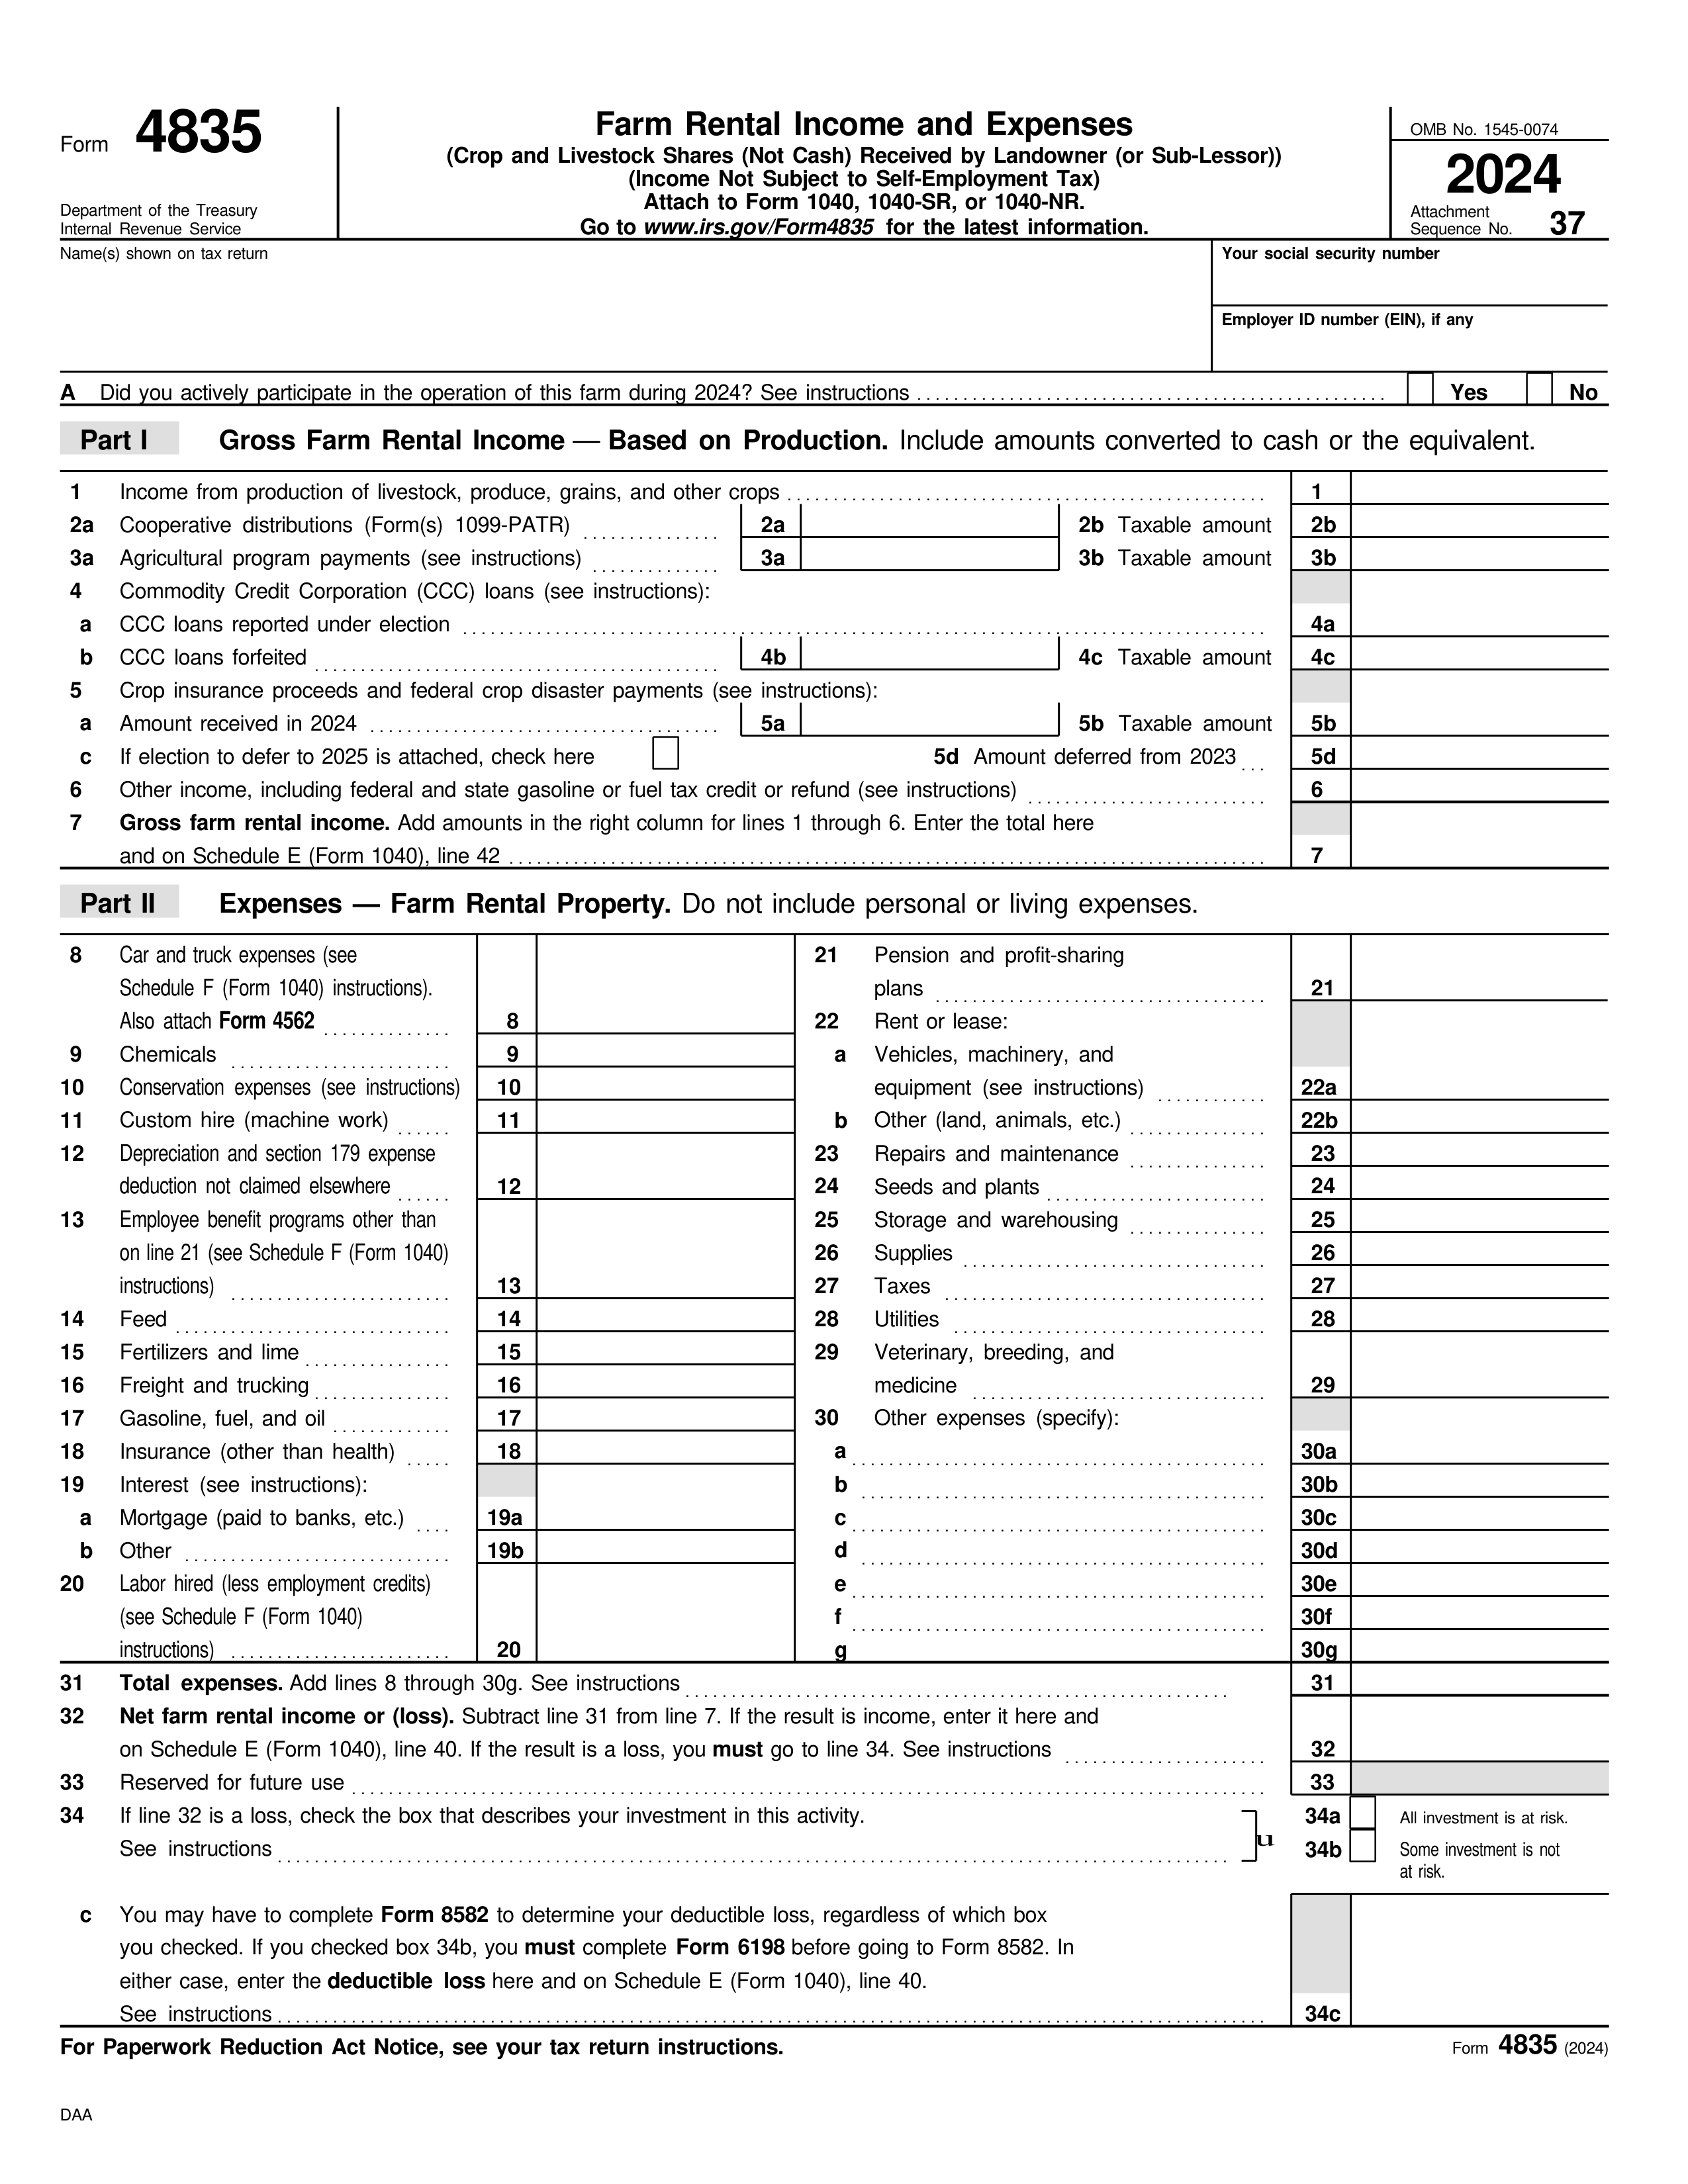 Form 4835
Department of the Treasury
Internal Revenue Service
Farm Rental Income and Expenses
(Crop and Livestock Shares (Not Cash) Received by Landowner (or Sub-Lessor))
(Income Not Subject to Self-Employment Tax)
Attach to Form 1040, 1040-SR, or 1040-NR.
Go to www.irs.gov/Form4835 for the latest information.
OMB No. 1545-0074
2024
Attachment
Sequence No. 37
Name(s) shown on tax return
Your social security number
Employer ID number (EIN), if any
A Did you actively participate in the operation of this farm during 2024? See instructions Yes No
Part I Gross Farm Rental Income — Based on Production. Include amounts converted to cash or the equivalent.
1 Income from production of livestock, produce, grains, and other crops 1
2a Cooperative distributions (Form(s) 1099-PATR) 2a 2b Taxable amount 2b
3a Agricultural program payments (see instructions) 3a 3b Taxable amount 3b
4 Commodity Credit Corporation (CCC) loans (see instructions):
a CCC loans reported under election 4a
b CCC loans forfeited 4b 4c Taxable amount 4c
5 Crop insurance proceeds and federal crop disaster payments (see instructions):
a Amount received in 2024 5a 5b Taxable amount 5b
c If election to defer to 2025 is attached, check here 5d Amount deferred from 2023 5d
6 Other income, including federal and state gasoline or fuel tax credit or refund (see instructions) 6
7 Gross farm rental income. Add amounts in the right column for lines 1 through 6. Enter the total here
and on Schedule E (Form 1040), line 42 7
Part II Expenses — Farm Rental Property. Do not include personal or living expenses.
8 Car and truck expenses (see
Schedule F (Form 1040) instructions).
Also attach Form 4562 8
9 Chemicals 9
10 Conservation expenses (see instructions) 10
11 Custom hire (machine work) 11
12 Depreciation and section 179 expense
deduction not claimed elsewhere 12
13 Employee benefit programs other than
on line 21 (see Schedule F (Form 1040)
instructions) 13
14 Feed 14
15 Fertilizers and lime 15
16 Freight and trucking 16
17 Gasoline, fuel, and oil 17
18 Insurance (other than health) 18
19 Interest (see instructions):
a Mortgage (paid to banks, etc.) 19a
b Other 19b
20 Labor hired (less employment credits)
(see Schedule F (Form 1040)
instructions) 20
21 Pension and profit-sharing
plans 21
22 Rent or lease:
a Vehicles, machinery, and
equipment (see instructions) 22a
b Other (land, animals, etc.) 22b
23 Repairs and maintenance 23
24 Seeds and plants 24
25 Storage and warehousing 25
26 Supplies 26
27 Taxes 27
28 Utilities 28
29 Veterinary, breeding, and
medicine 29
30 Other expenses (specify):
a 30a
b 30b
c 30c
d 30d
e 30e
f 30f
g 30g
31 Total expenses. Add lines 8 through 30g. See instructions 31
32 Net farm rental income or (loss). Subtract line 31 from line 7. If the result is income, enter it here and
on Schedule E (Form 1040), line 40. If the result is a loss, you must go to line 34. See instructions 32
33 Reserved for future use 33
34 If line 32 is a loss, check the box that describes your investment in this activity.
See instructions u
34a All investment is at risk.
34b Some investment is not
at risk.
c You may have to complete Form 8582 to determine your deductible loss, regardless of which box
you checked. If you checked box 34b, you must complete Form 6198 before going to Form 8582. In
either case, enter the deductible loss here and on Schedule E (Form 1040), line 40.
See instructions 34c
For Paperwork Reduction Act Notice, see your tax return instructions. Form 4835 (2024)
DAA